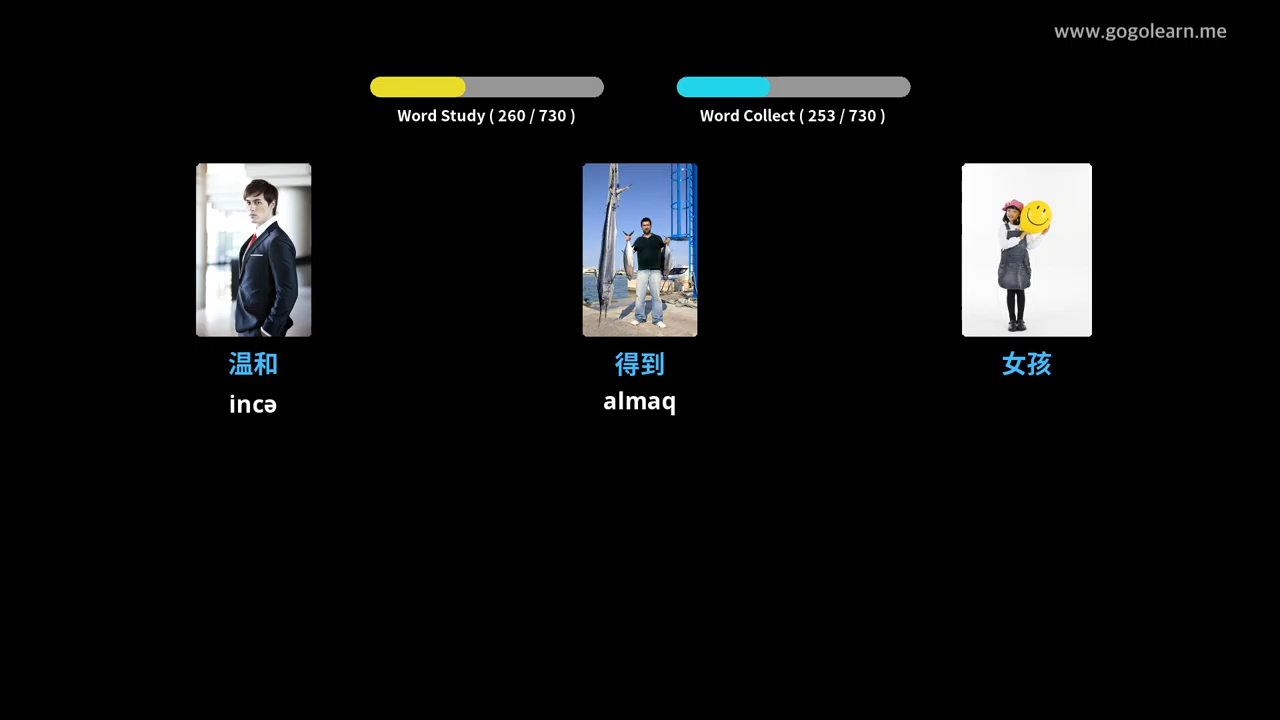 www.gogolearn.me
Word Study ( 260 / 730 )
Word Collect ( 253 / 730 )
温和
得到
女孩
incə
almaq